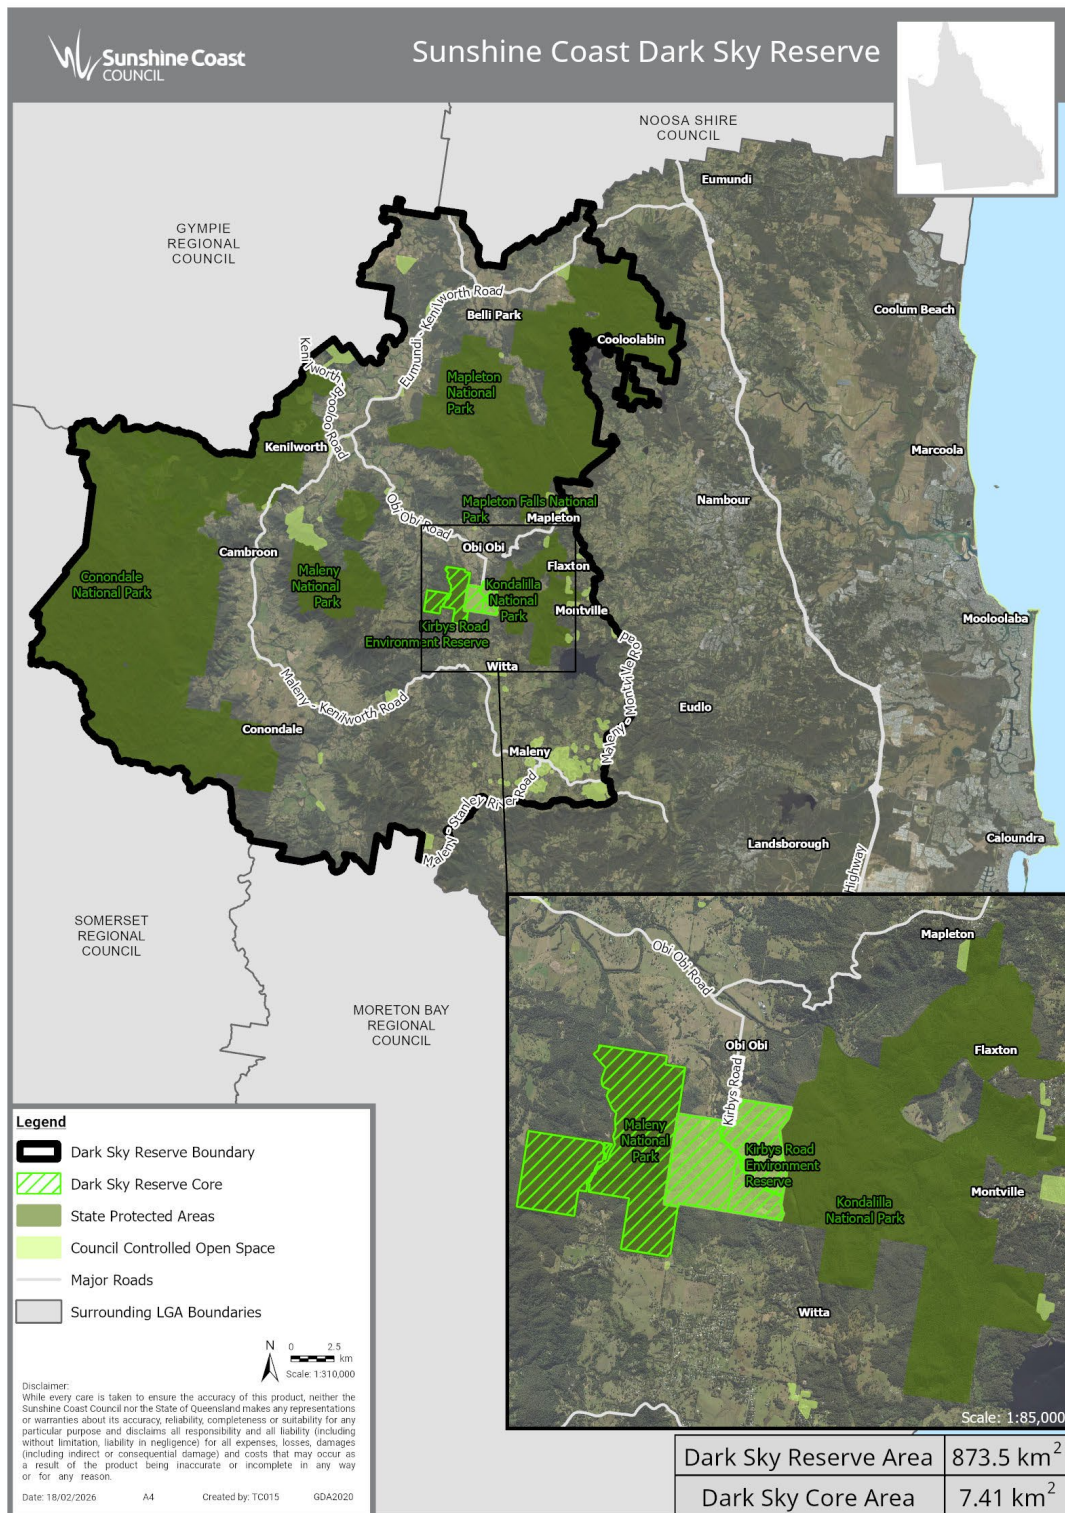 Sunshine Coast
COUNCIL
Sunshine Coast Dark Sky Reserve
NOOSA SHIRE
COUNCIL
Eumundi
GYMPIE
REGIONAL
COUNCIL
Eumundi - Kenilworth Road
Belli Park
Coolum Beach
Cooloolabin
Kenilworth-Brooloo Road
Mapleton
National
Park
Kenilworth
Marcoola
Obi Obi Road
Mapleton Falls National
Park
Nambour
Mapleton
Obi Obi
Cambroon
Flaxton
Conondale
National Park
Maleny
National
Park
Kondalilla
National
Park
Montville
Mooloolaba
Kirbys Road
Environment Reserve
Witta
Maleny - Montville Road
Maleny - Kenilworth Road
Eudlo
Conondale
Maleny
Maleny - Stanley River Road
Landsborough
Caloundra
Highway
SOMERSET
REGIONAL
COUNCIL
MORETON BAY
REGIONAL
COUNCIL
Mapleton
Obi Obi Road
Obi Obi
Flaxton
Kirbys Road
Maleny
National
Park
Kirbys Road
Environment
Reserve
Kondalilla
National Park
Montville
Witta
Scale: 1:85,000
Legend
Dark Sky Reserve Boundary
Dark Sky Reserve Core
State Protected Areas
Council Controlled Open Space
Major Roads
Surrounding LGA Boundaries
N
0 2.5
km
Scale: 1:310,000
Disclaimer:
While every care is taken to ensure the accuracy of this product, neither the
Sunshine Coast Council nor the State of Queensland makes any representations
or warranties about its accuracy, reliability, completeness or suitability for any
particular purpose and disclaims all responsibility and all liability (including
without limitation, liability in negligence) for all expenses, losses, damages
(including indirect or consequential damage) and costs that may occur as
a result of the product being inaccurate or incomplete in any way
or for any reason.
Date: 18/02/2026 A4 Created by: TC015 GDA2020
Dark Sky Reserve Area 873.5 km²
Dark Sky Core Area 7.41 km²